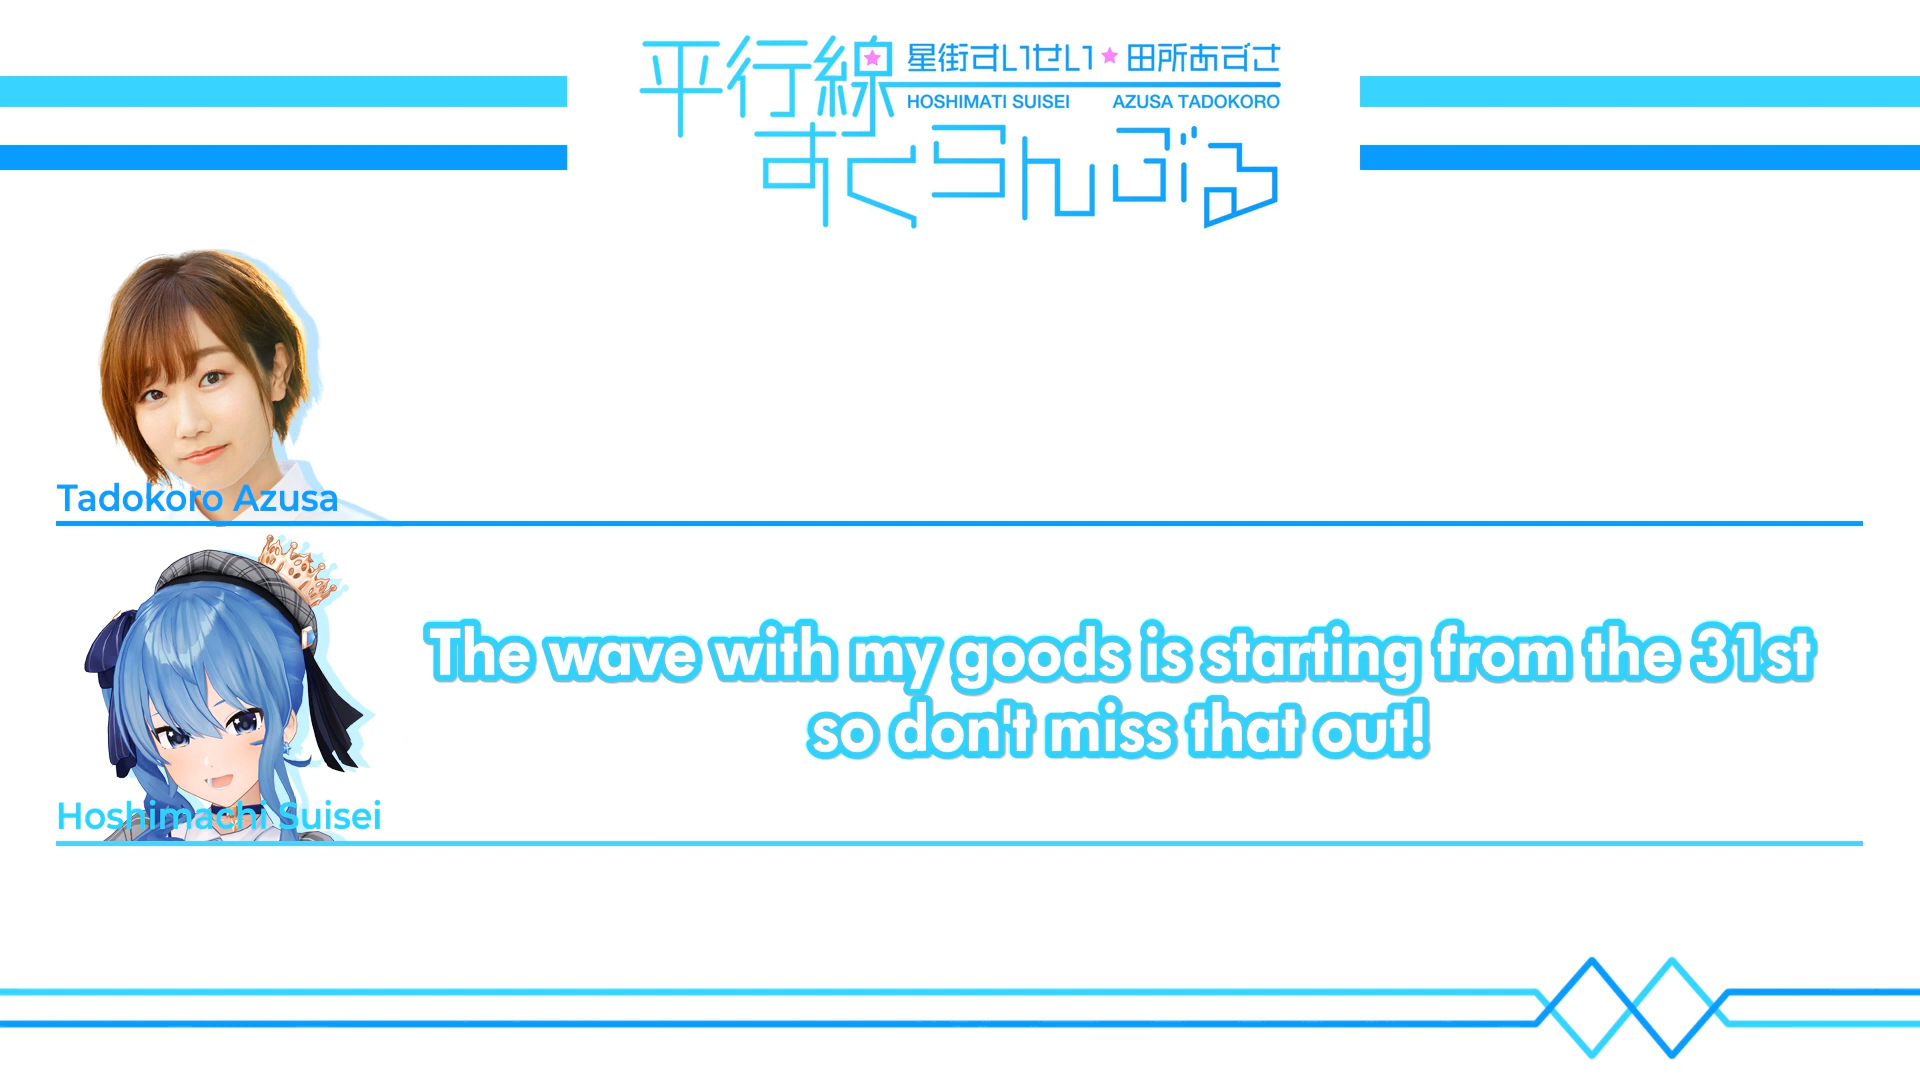 平行線
星街すいせい★田所あずさ
HOSHIMATI SUISEI AZUSA TADOKORO
すくらんぶる
Tadokoro Azusa
The wave with my goods is starting from the 31st
so don't miss that out!
Hoshimachi Suisei